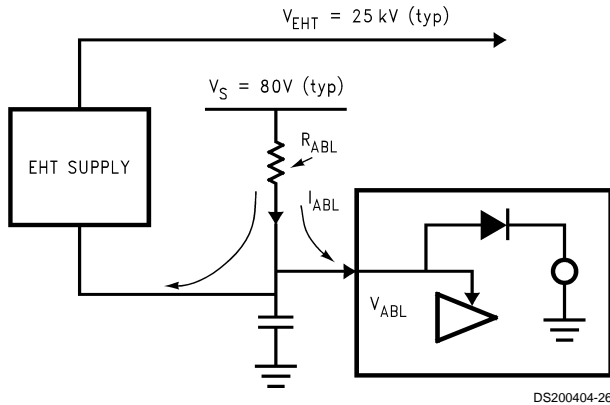 VEHT = 25 kV (typ)
VS = 80V (typ)
RABL
EHT SUPPLY
IABL
VABL
DS200404-26